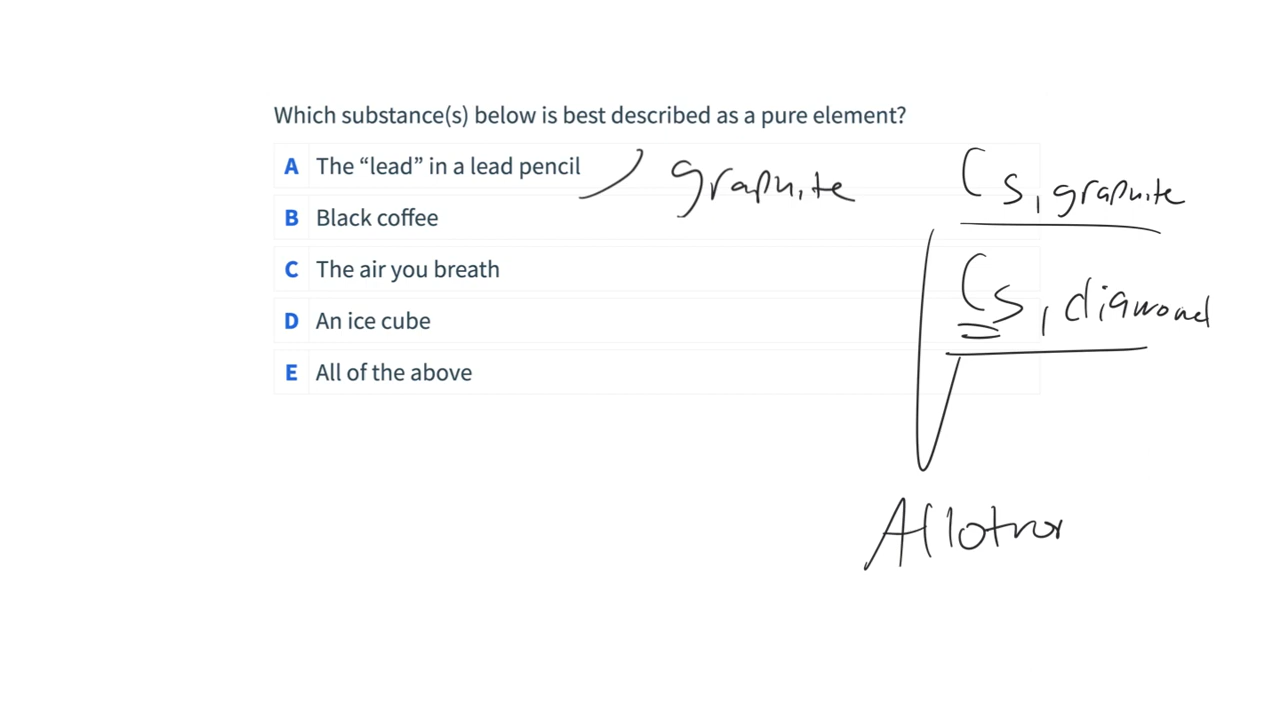 Which substance(s) below is best described as a pure element?
A The “lead” in a lead pencil
graphite
C s, graphite
B Black coffee
C The air you breath
C s, diamond
D An ice cube
E All of the above
Allotrop